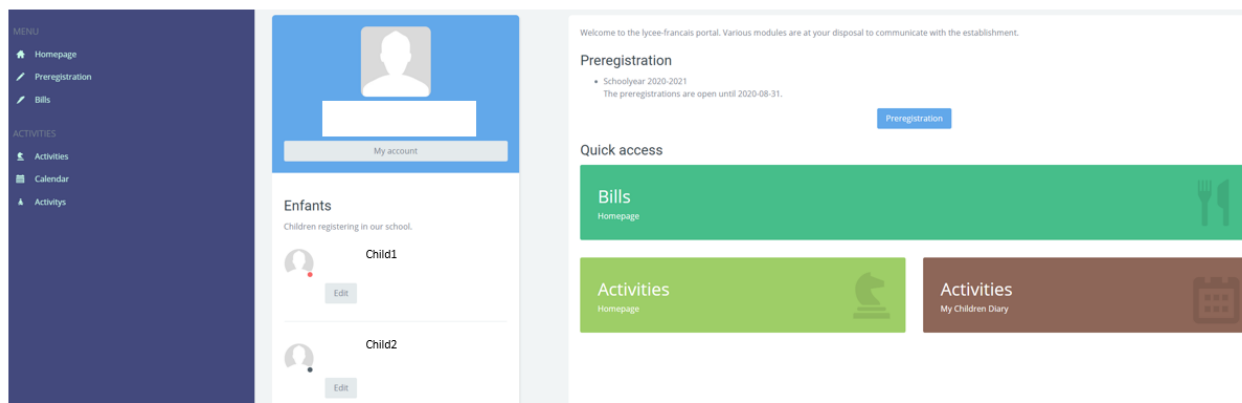 MENU
Homepage
Preregistration
Bills
ACTIVITIES
Activities
Calendar
Activitys
My account
Enfants
Children registering in our school.
Child1
Edit
Child2
Edit
Welcome to the lycee-francais portal. Various modules are at your disposal to communicate with the establishment.
Preregistration
• Schoolyear 2020-2021
The preregistrations are open until 2020-08-31.
Preregistration
Quick access
Bills
Homepage
Activities
Homepage
Activities
My Children Diary